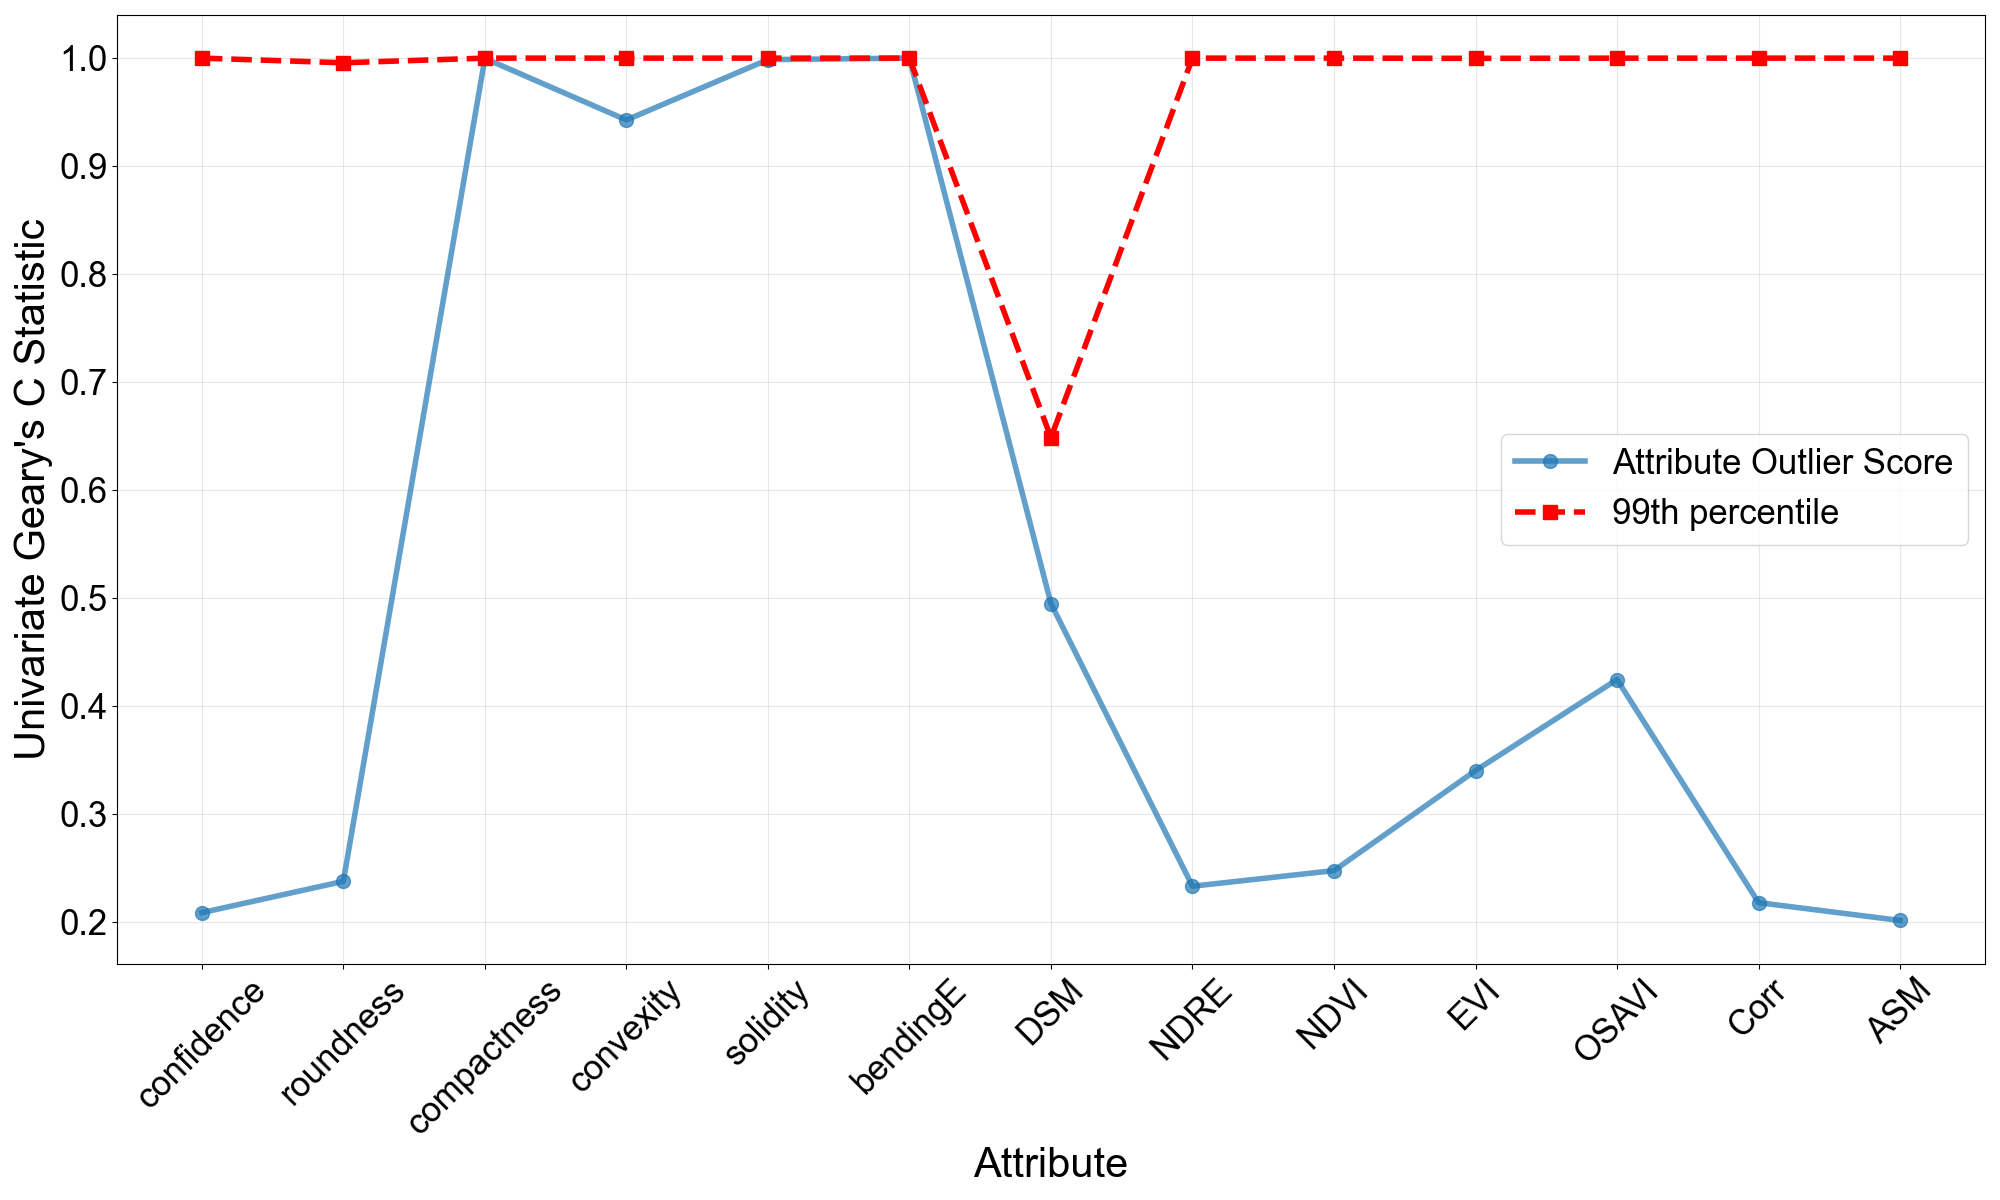 1.0
0.9
0.8
0.7
0.6
0.5
0.4
0.3
0.2
Univariate Geary's C Statistic
Attribute Outlier Score
99th percentile
confidence
roundness
compactness
convexity
solidity
bendingE
DSM
NDRE
NDVI
EVI
OSAVI
Corr
ASM
Attribute